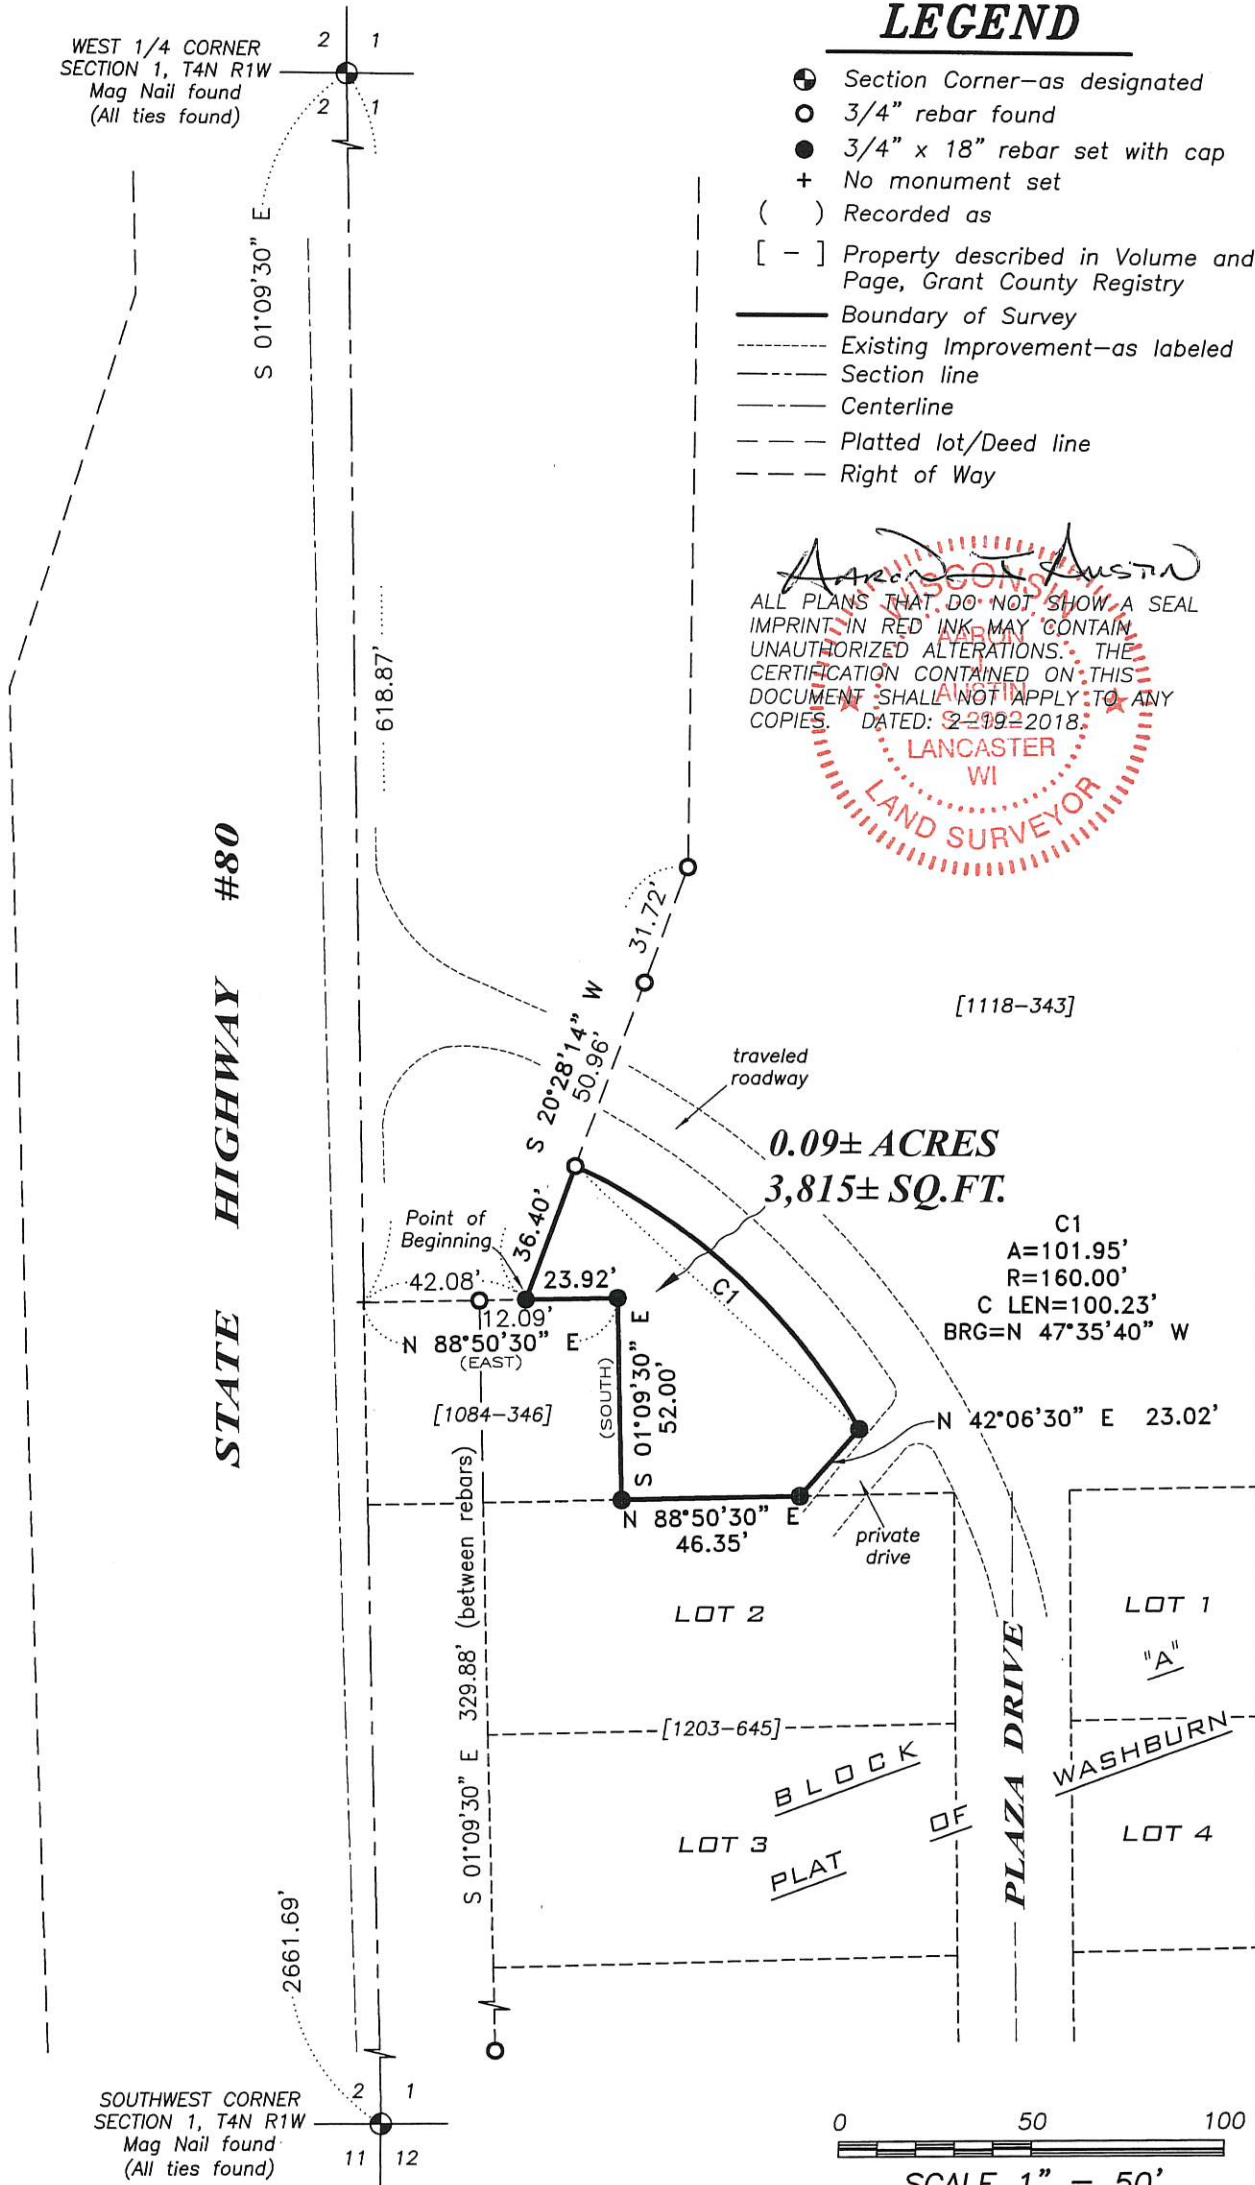 LEGEND
Section Corner—as designated
3/4" rebar found
3/4" x 18" rebar set with cap
+ No monument set
( ) Recorded as
[ - ] Property described in Volume and
Page, Grant County Registry
Boundary of Survey
Existing Improvement—as labeled
Section line
Centerline
Platted lot/Deed line
Right of Way
WEST 1/4 CORNER
SECTION 1, T4N R1W
Mag Nail found
(All ties found)
2 1
2 1
S 01°09'30" E
618.87'
Aaron J Austin
ALL PLANS THAT DO NOT SHOW A SEAL
IMPRINT IN RED INK MAY CONTAIN
UNAUTHORIZED ALTERATIONS. THE
CERTIFICATION CONTAINED ON THIS
DOCUMENT SHALL NOT APPLY TO ANY
COPIES. DATED: 2-19-2018.
WISCONSIN
AARON
J.
AUSTIN
S-2922
LANCASTER
WI
LAND SURVEYOR
STATE HIGHWAY #80
31.72'
S 20°28'14" W
50.96'
[1118-343]
traveled
roadway
0.09± ACRES
3,815± SQ.FT.
36.40'
Point of
Beginning
42.08'
23.92'
12.09'
N 88°50'30" E
(EAST)
[1084-346]
C1
C1
A=101.95'
R=160.00'
C LEN=100.23'
BRG=N 47°35'40" W
(SOUTH)
S 01°09'30" E
52.00'
N 42°06'30" E 23.02'
N 88°50'30" E
46.35'
private
drive
S 01°09'30" E 329.88' (between rebars)
LOT 2
LOT 1
"A"
[1203-645]
BLOCK
PLAT OF WASHBURN
PLAZA DRIVE
LOT 3
LOT 4
2661.69'
SOUTHWEST CORNER
SECTION 1, T4N R1W
Mag Nail found
(All ties found)
2 1
11 12
0 50 100
SCALE 1" = 50'